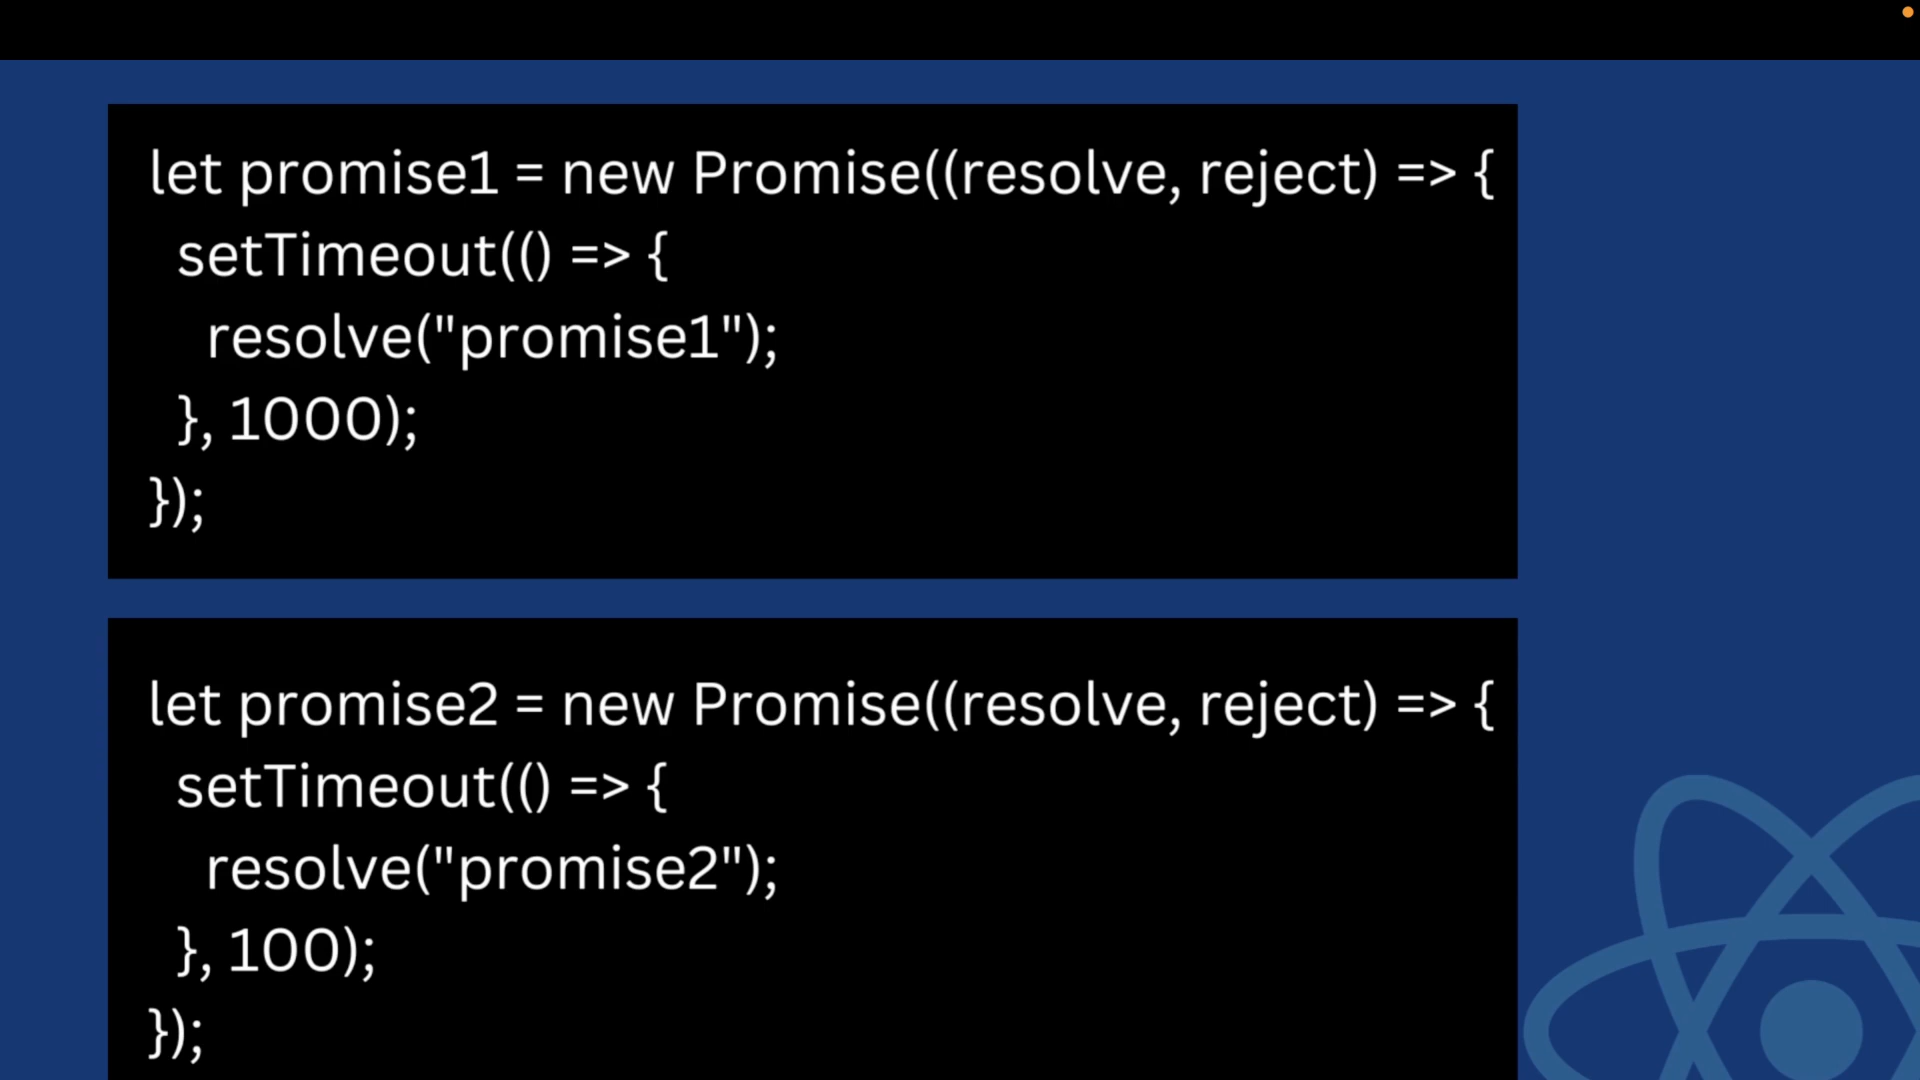 let promise1 = new Promise((resolve, reject) => {
setTimeout(() => {
resolve("promise1");
}, 1000);
});
let promise2 = new Promise((resolve, reject) => {
setTimeout(() => {
resolve("promise2");
}, 100);
});